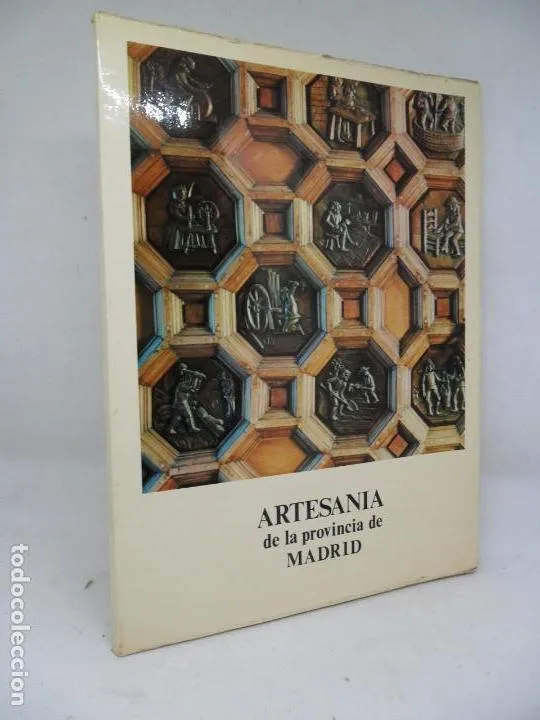 ARTESANIA
de la provincia de
MADRID
todocoleccion